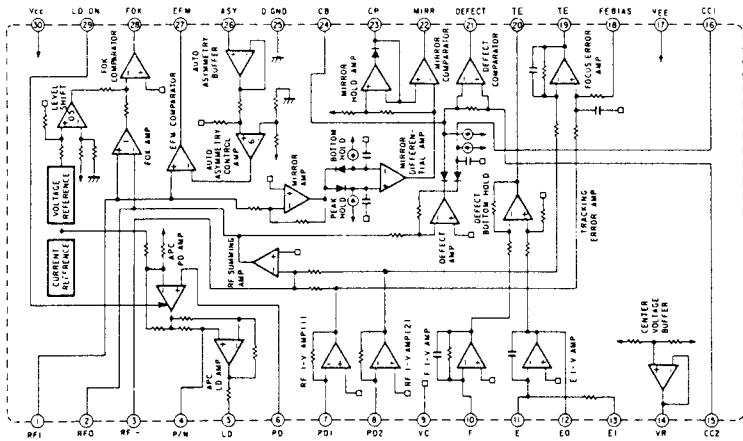 Vcc
LD ON
FOK
EFM
ASY
D GND
CB
CP
MIRR
DEFECT
TE
TE
FEBIAS
VEE
CC1
30
29
28
27
26
25
24
23
22
21
20
19
18
17
16
FOK COMPARATOR
LEVEL SHIFT
FOK AMP
EFM COMPARATOR
AUTO ASYMMETRY BUFFER
AUTO ASYMMETRY CONTROL AMP
MIRROR AMP
BOTTOM HOLD
PEAK HOLD
MIRROR HOLD AMP
MIRROR COMPARATOR
MIRROR DIFFEREN-
TIAL AMP
DEFECT COMPARATOR
DEFECT AMP
DEFECT BOTTOM HOLD
FOCUS ERROR AMP
TRACKING ERROR AMP
VOLTAGE REFERENCE
CURRENT REFERENCE
APC PD AMP
APC LD AMP
RF SUMMING AMP
RF I-V AMP(1)
RF I-V AMP(2)
F I-V AMP
E I-V AMP
CENTER VOLTAGE BUFFER
1
2
3
4
5
6
7
8
9
10
11
12
13
14
15
RF I
RFO
RF-
P/N
LD
PD
PD1
PD2
VC
F
E
EO
EI
VR
CC2